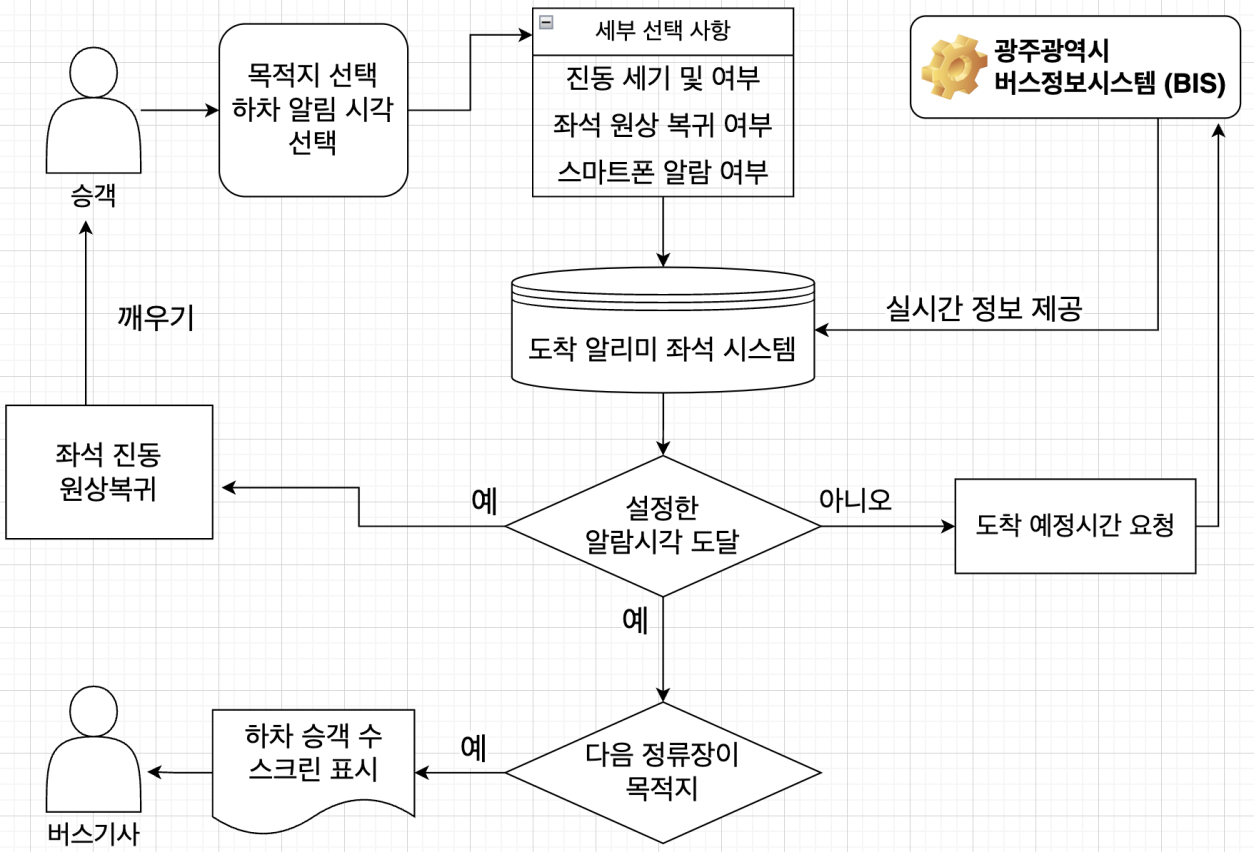 목적지 선택
하차 알림 시각
선택
세부 선택 사항
진동 세기 및 여부
좌석 원상 복귀 여부
스마트폰 알람 여부
광주광역시
버스정보시스템 (BIS)
승객
깨우기
실시간 정보 제공
도착 알리미 좌석 시스템
좌석 진동
원상복귀
예
설정한
알람시각 도달
아니오
도착 예정시간 요청
예
하차 승객 수
스크린 표시
예
다음 정류장이
목적지
버스기사